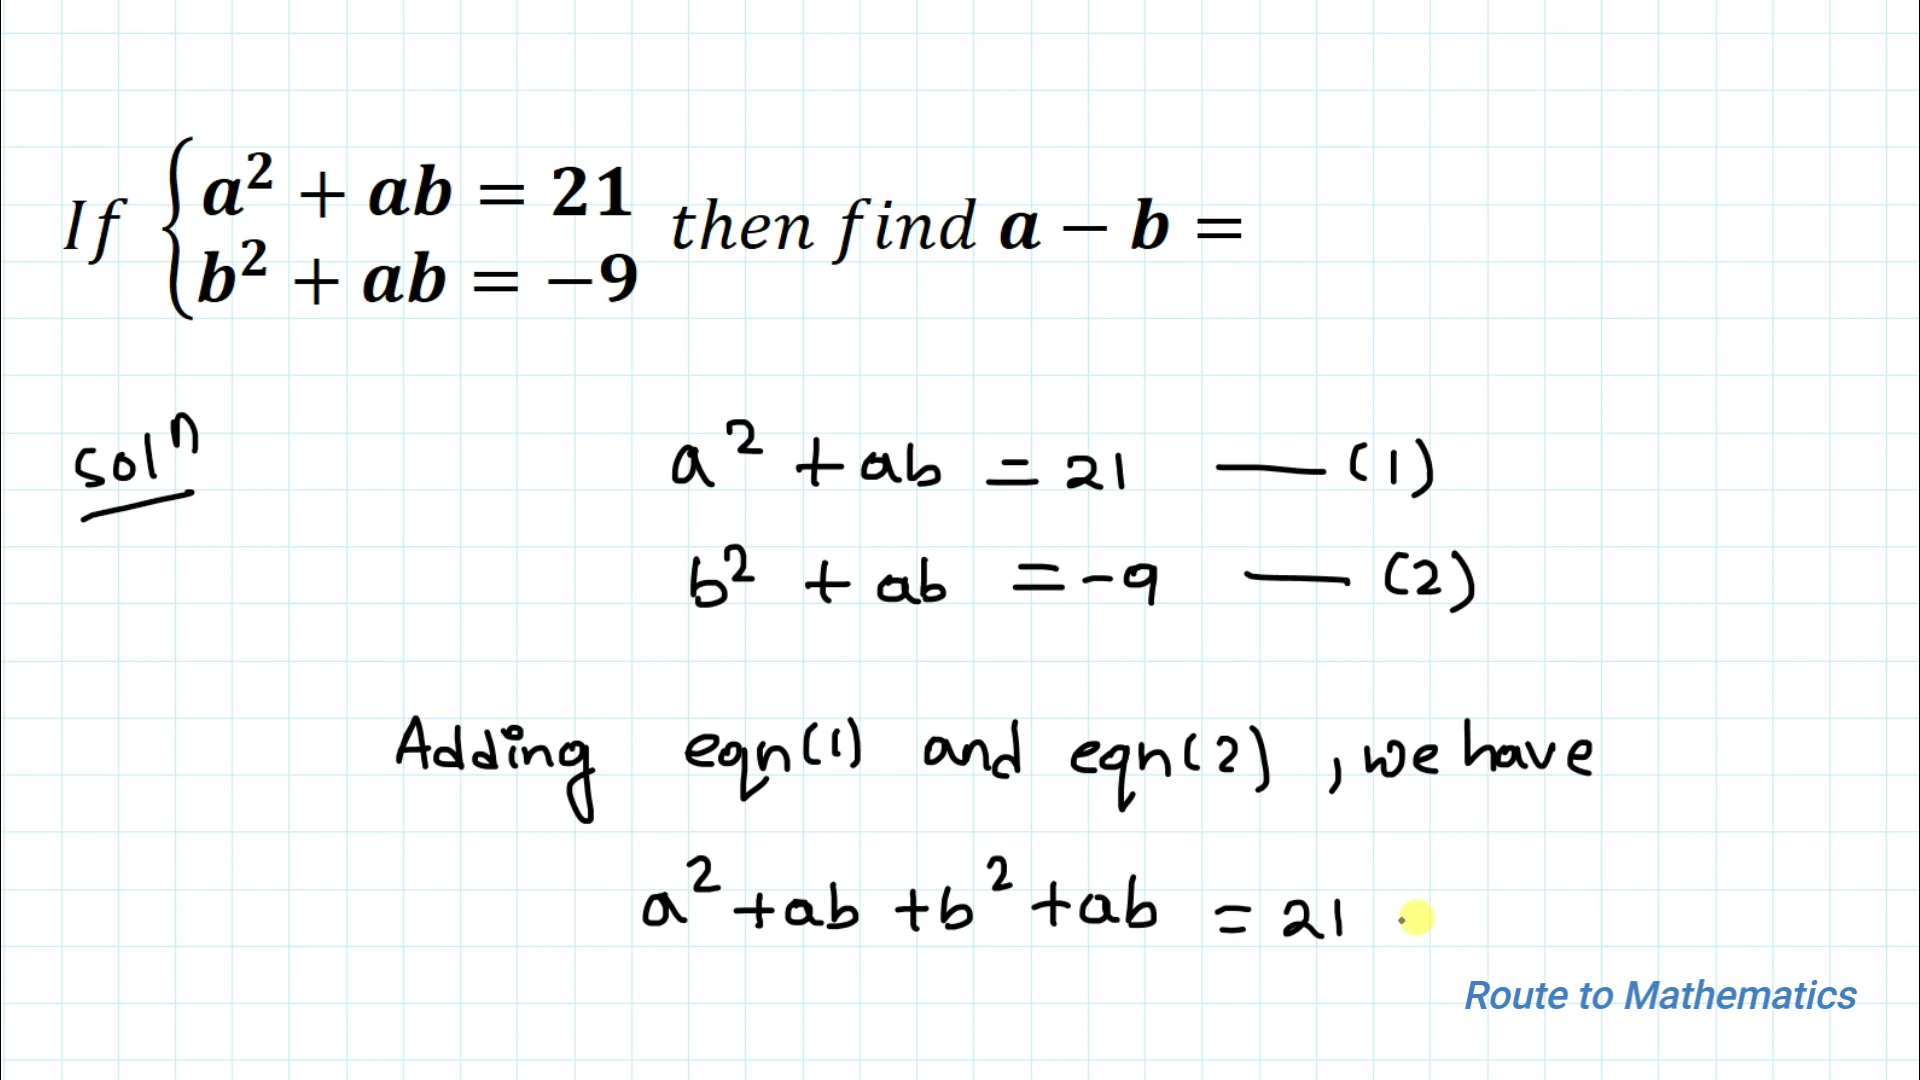 If { a² + ab = 21
b² + ab = −9 then find a − b =
solⁿ
a² + ab = 21 — (1)
b² + ab = -9 — (2)
Adding eqn(1) and eqn(2), we have
a² + ab + b² + ab = 21
Route to Mathematics